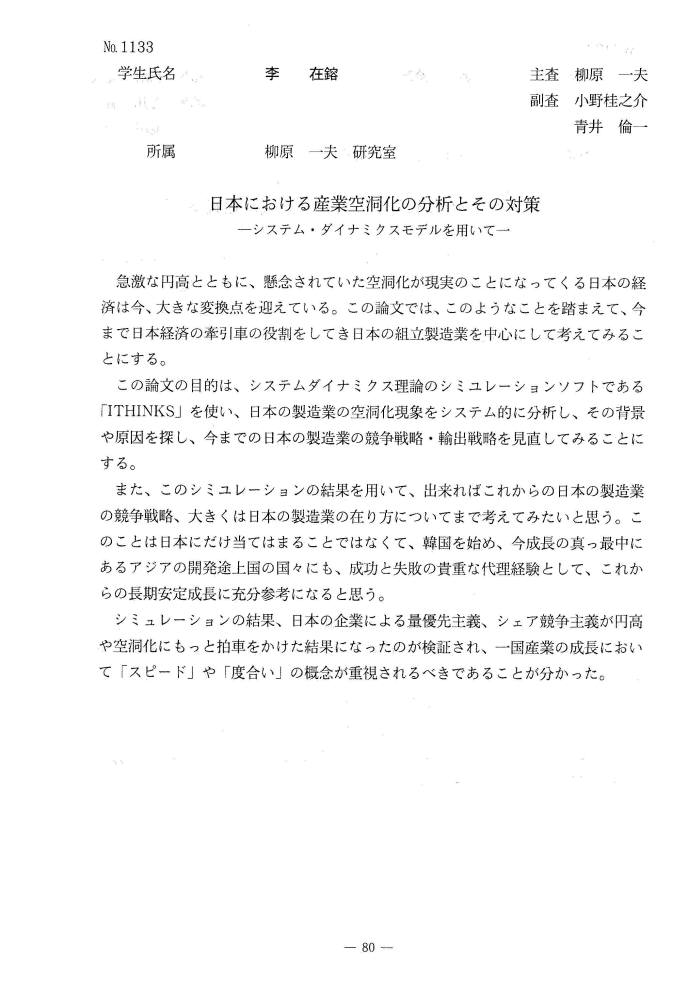 No.1133
学生氏名 李 在鎔 主査 柳原 一夫
副査 小野桂之介
青井 倫一
所属 柳原 一夫 研究室
日本における産業空洞化の分析とその対策
―システム・ダイナミクスモデルを用いて―
急激な円高とともに、懸念されていた空洞化が現実のことになってくる日本の経
済は今、大きな変換点を迎えている。この論文では、このようなことを踏まえて、今
まで日本経済の牽引車の役割をしてき日本の組立製造業を中心にして考えてみるこ
とにする。
この論文の目的は、システムダイナミクス理論のシミユレーションソフトである
「ITHINKS」を使い、日本の製造業の空洞化現象をシステム的に分析し、その背景
や原因を探し、今までの日本の製造業の競争戦略・輸出戦略を見直してみることに
する。
また、このシミユレーションの結果を用いて、出来ればこれからの日本の製造業
の競争戦略、大きくは日本の製造業の在り方についてまで考えてみたいと思う。こ
のことは日本にだけ当てはまることではなくて、韓国を始め、今成長の真っ最中に
あるアジアの開発途上国の国々にも、成功と失敗の貴重な代理経験として、これか
らの長期安定成長に充分参考になると思う。
シミュレーションの結果、日本の企業による量優先主義、シェア競争主義が円高
や空洞化にもっと拍車をかけた結果になったのが検証され、一国産業の成長におい
て「スピード」や「度合い」の概念が重視されるべきであることが分かった。
― 80 ―